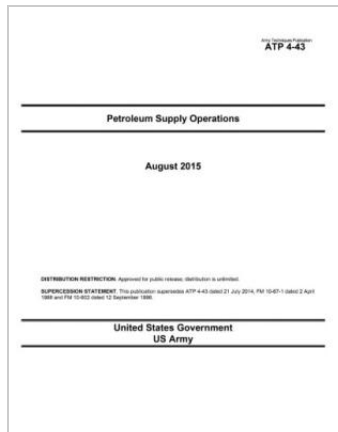 Army Techniques Publication
ATP 4-43
Petroleum Supply Operations
August 2015
DISTRIBUTION RESTRICTION: Approved for public release; distribution is unlimited.
SUPERCESSION STATEMENT. This publication supersedes ATP 4-43 dated 21 July 2014, FM 10-67-1 dated 2 April
1998 and FM 10-602 dated 12 September 1996.
United States Government
US Army